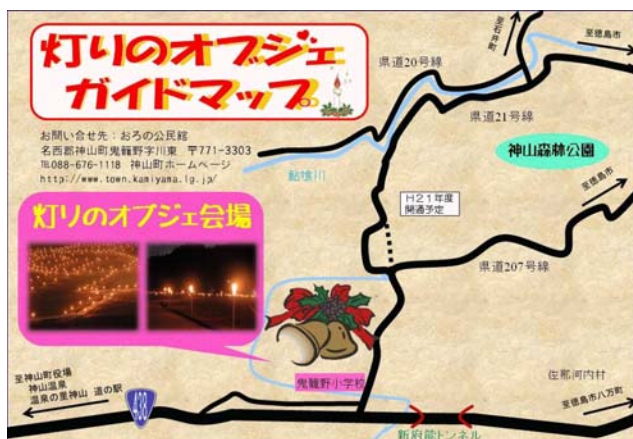 灯りのオブジェ
ガイドマップ
お問い合せ先：おろの公民館
名西郡神山町鬼籠野字川東 〒771-3303
℡088-676-1118 神山町ホームページ
http://www.town.kamiyama.lg.jp/
至石井町
至徳島市
県道20号線
県道21号線
神山森林公園
鮎喰川
至徳島市
H21年度
開通予定
灯りのオブジェ会場
県道207号線
鬼籠野小学校
佐那河内村
至神山町役場
神山温泉
温泉の里神山 道の駅
438
至徳島市八万町
新府能トンネル